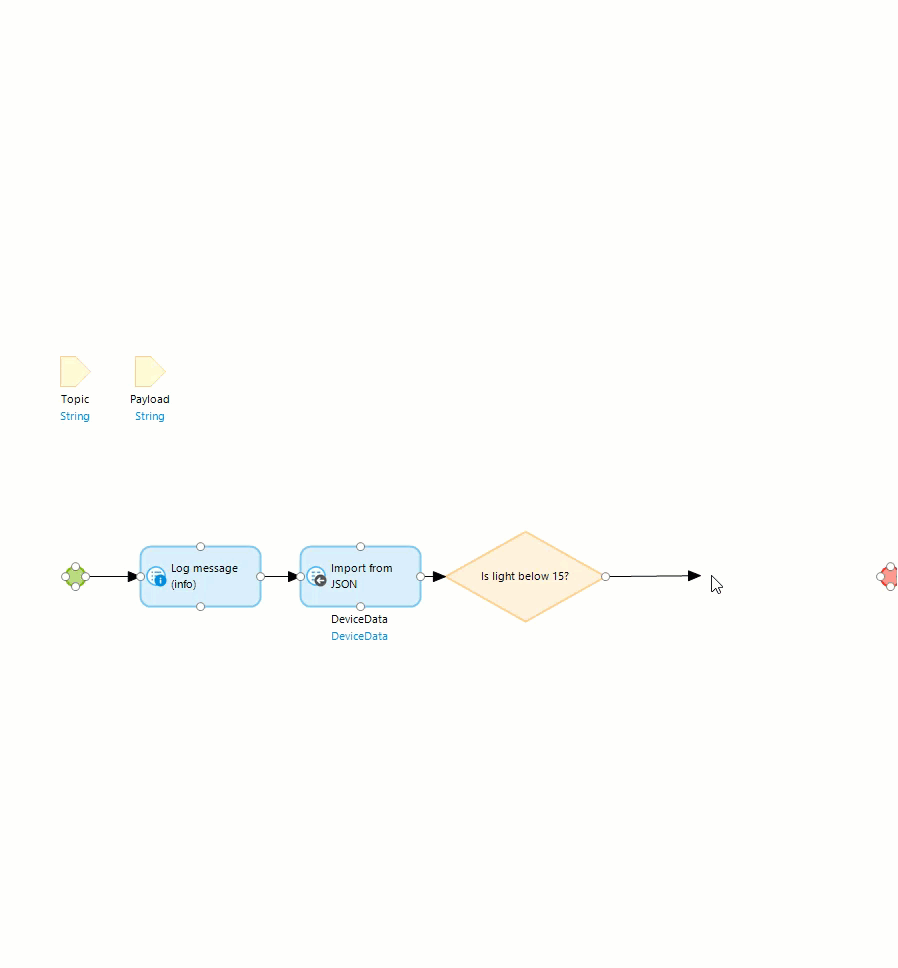 Topic
String
Payload
String
Log message
(info)
Import from
JSON
DeviceData
DeviceData
Is light below 15?